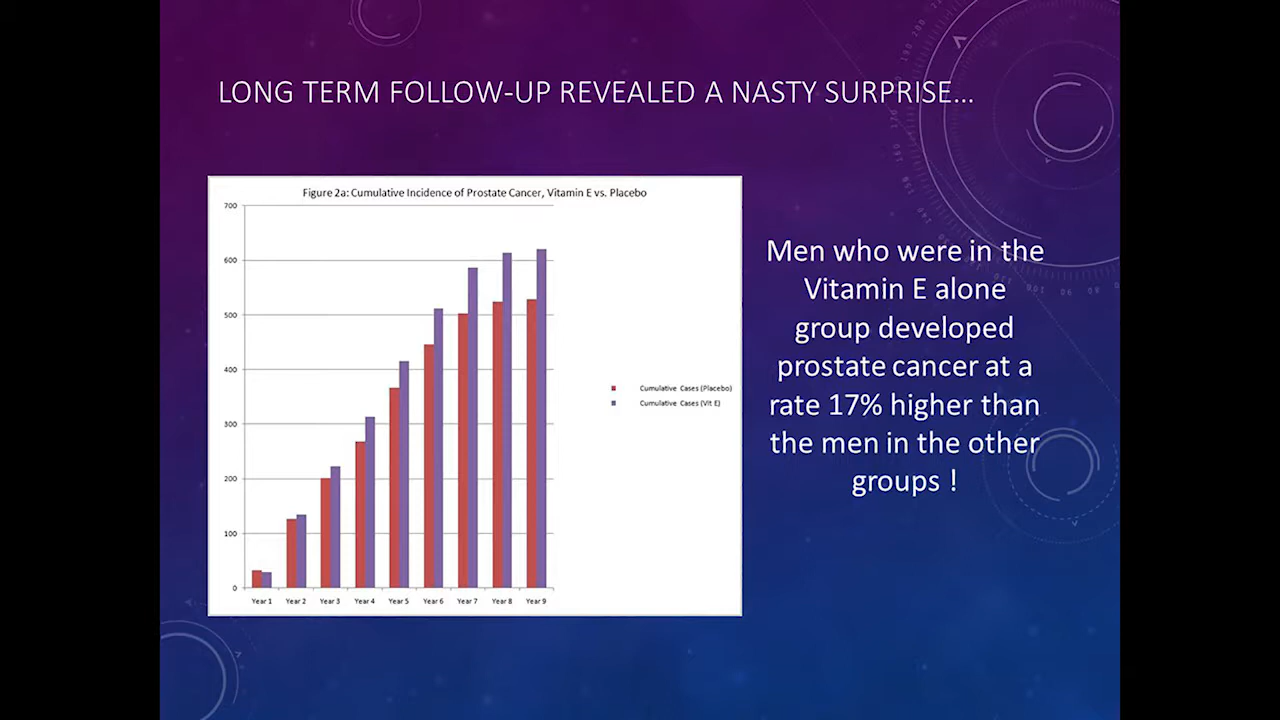 LONG TERM FOLLOW-UP REVEALED A NASTY SURPRISE…
Figure 2a: Cumulative Incidence of Prostate Cancer, Vitamin E vs. Placebo
700
600
500
400
300
200
100
0
Year 1 Year 2 Year 3 Year 4 Year 5 Year 6 Year 7 Year 8 Year 9
Cumulative Cases (Placebo)
Cumulative Cases (Vit E)
Men who were in the
Vitamin E alone
group developed
prostate cancer at a
rate 17% higher than
the men in the other
groups !